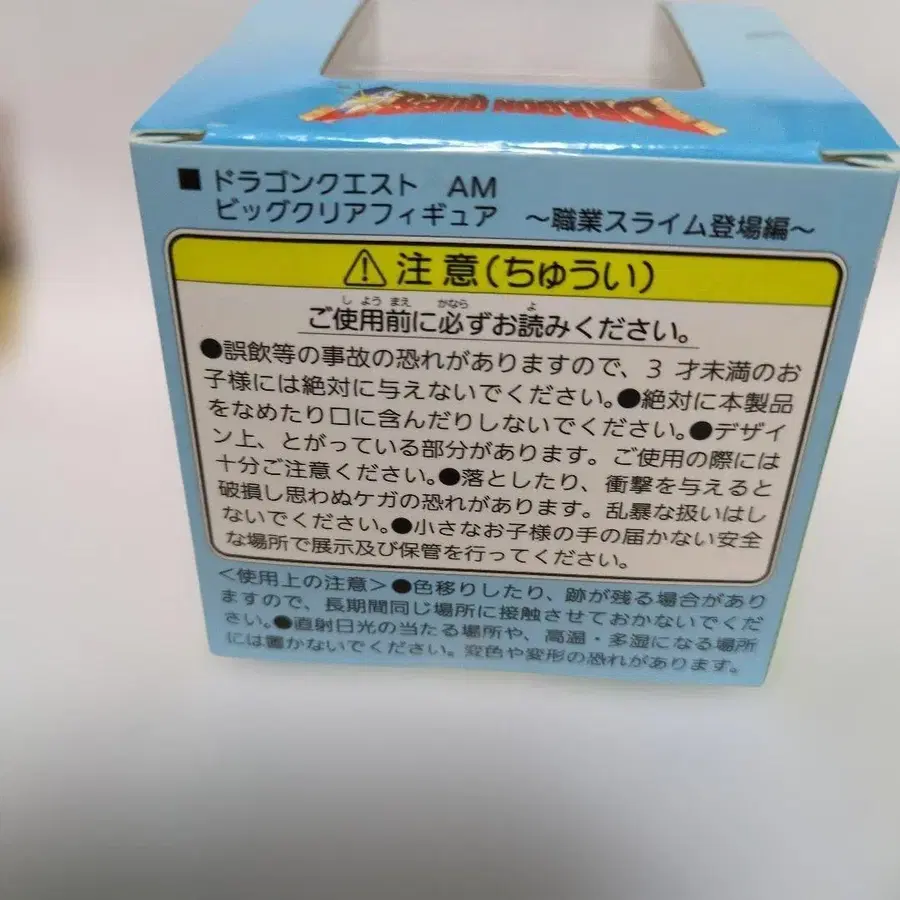 DRAGON QUEST
■ ドラゴンクエスト AM
ビッグクリアフィギュア ～職業スライム登場編～
⚠ 注意(ちゅうい)
しようまえ かなら よ
ご使用前に必ずお読みください。
●誤飲等の事故の恐れがありますので、3才未満のお
子様には絶対に与えないでください。●絶対に本製品
をなめたり口に含んだりしないでください。●デザイ
ン上、とがっている部分があります。ご使用の際には
十分ご注意ください。●落としたり、衝撃を与えると
破損し思わぬケガの恐れがあります。乱暴な扱いはし
ないでください。●小さなお子様の手の届かない安全
な場所で展示及び保管を行ってください。
<使用上の注意>●色移りしたり、跡が残る場合があり
ますので、長期間同じ場所に接触させておかないでくだ
さい。●直射日光の当たる場所や、高温・多湿になる場所
には置かないでください。変色や変形の恐れがあります。